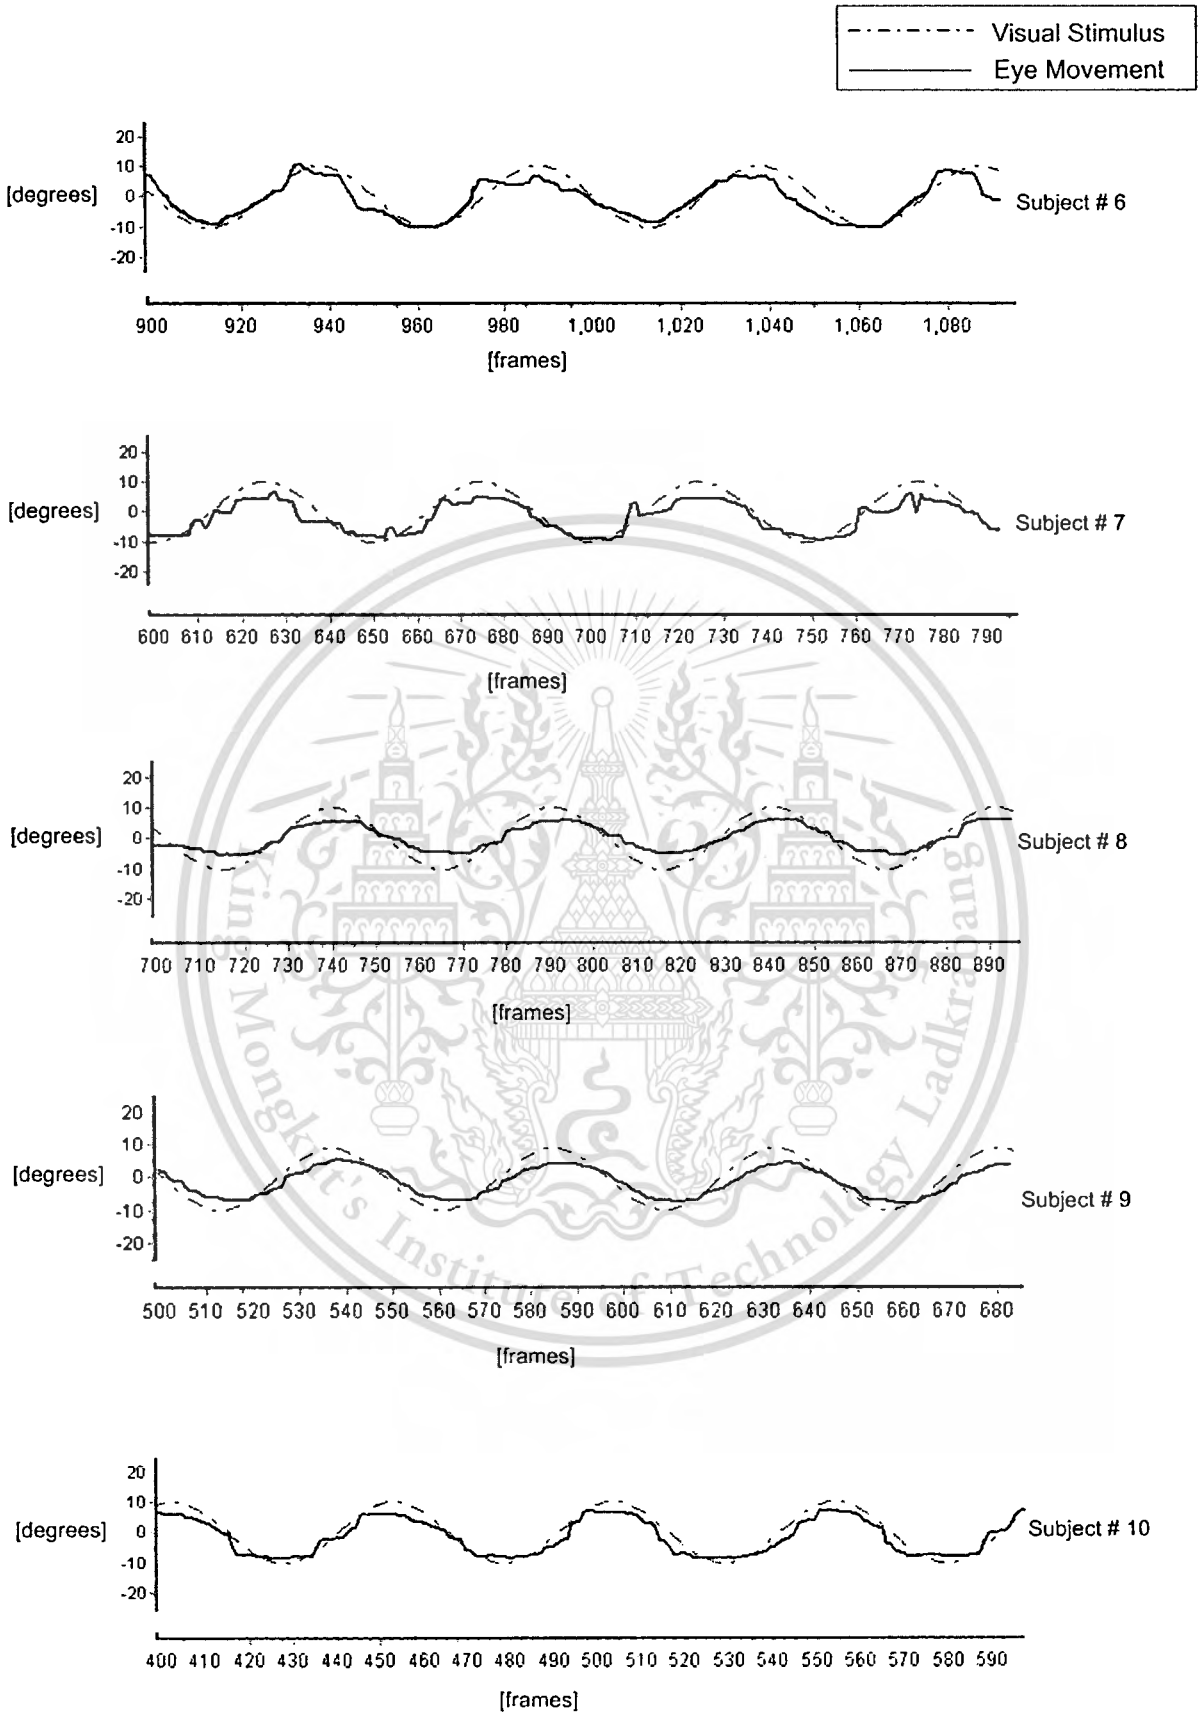 Visual Stimulus
Eye Movement
20
10
0
-10
-20
[degrees]
Subject # 6
900 920 940 960 980 1,000 1,020 1,040 1,060 1,080
[frames]
20
10
0
-10
-20
[degrees]
Subject # 7
600 610 620 630 640 650 660 670 680 690 700 710 720 730 740 750 760 770 780 790
[frames]
20
10
0
-10
-20
[degrees]
Subject # 8
700 710 720 730 740 750 760 770 780 790 800 810 820 830 840 850 860 870 880 890
[frames]
20
10
0
-10
-20
[degrees]
Subject # 9
500 510 520 530 540 550 560 570 580 590 600 610 620 630 640 650 660 670 680
[frames]
20
10
0
-10
-20
[degrees]
Subject # 10
400 410 420 430 440 450 460 470 480 490 500 510 520 530 540 550 560 570 580 590
[frames]
King Mongkut's Institute of Technology Ladkrabang